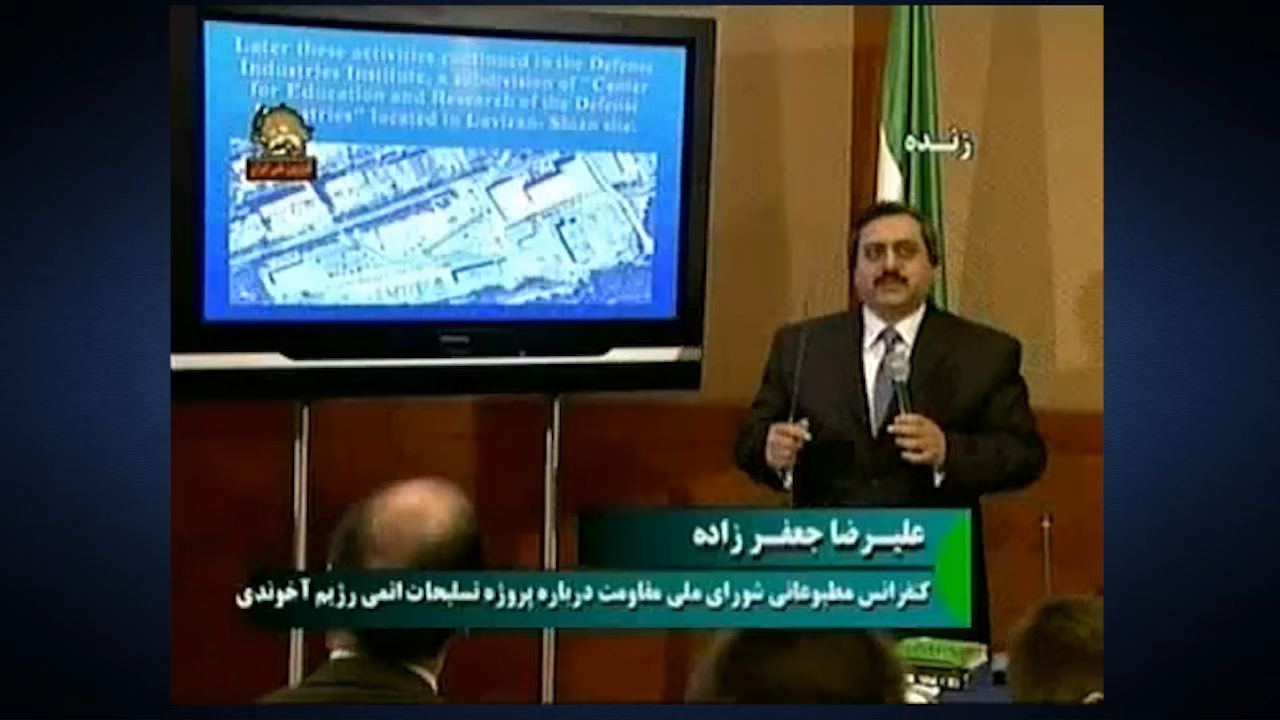 Later these activities continued in the Defense
Industries Institute, a subdivision of "Center
for Education and Research of the Defense
located in Lavizan- Shian site.
زنده
علیرضا جعفرزاده
کنفرانس مطبوعاتی شورای ملی مقاومت درباره پروژه تسلیحات اتمی رژیم آخوندی